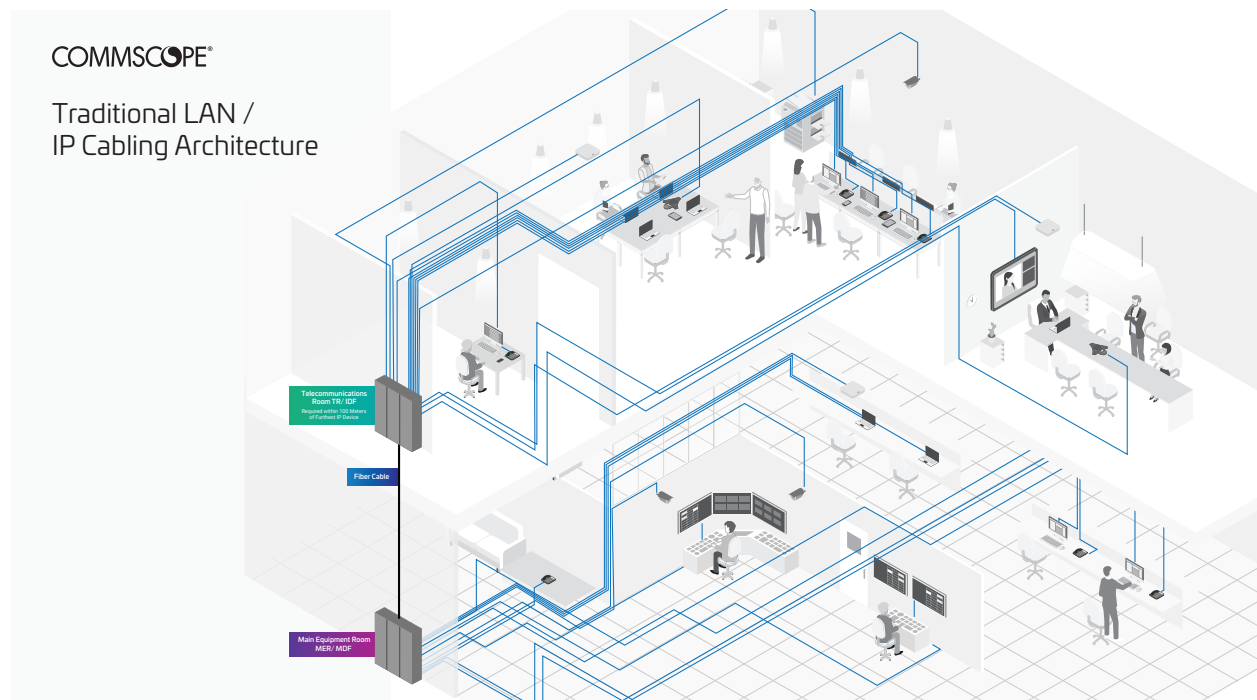 COMMSCOPE®
Traditional LAN /
IP Cabling Architecture
Telecommunications
Room TR/ IDF
Required within 100 Meters
of Furthest IP Device
Fiber Cable
Main Equipment Room
MER/ MDF